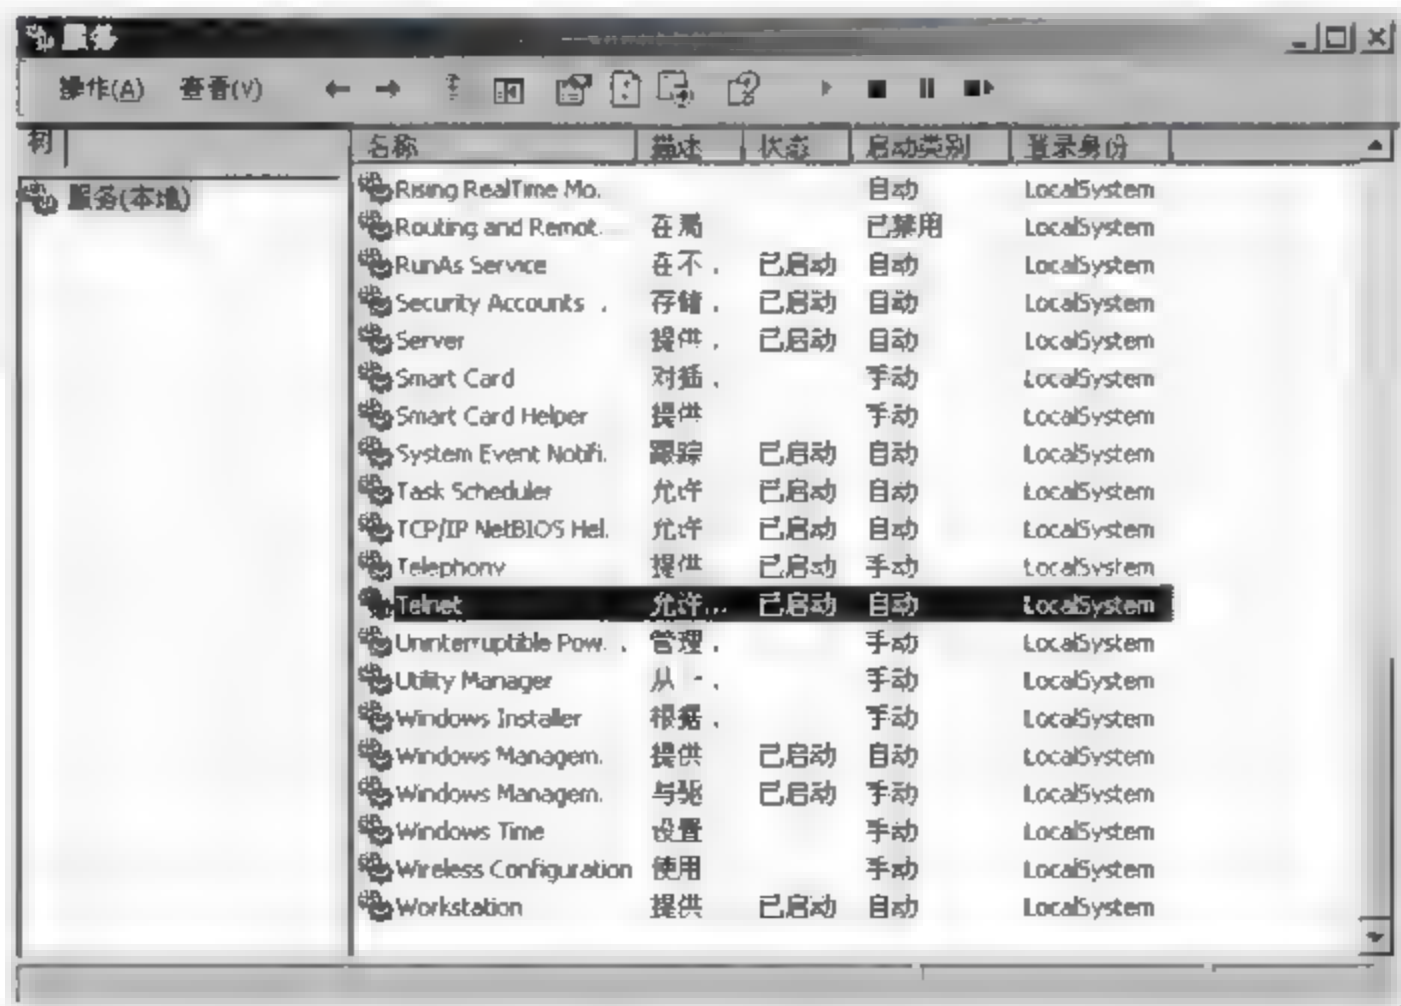 服务
操作(A) 查看(V)
树
名称 描述 状态 启动类别 登录身份
服务(本地)
Rising RealTime Mo. 自动 LocalSystem
Routing and Remot... 在局 已禁用 LocalSystem
RunAs Service 在不. 已启动 自动 LocalSystem
Security Accounts . 存储. 已启动 自动 LocalSystem
Server 提供. 已启动 自动 LocalSystem
Smart Card 对插. 手动 LocalSystem
Smart Card Helper 提供 手动 LocalSystem
System Event Notifi. 跟踪 已启动 自动 LocalSystem
Task Scheduler 允许 已启动 自动 LocalSystem
TCP/IP NetBIOS Hel. 允许 已启动 自动 LocalSystem
Telephony 提供 已启动 手动 LocalSystem
Telnet 允许... 已启动 自动 LocalSystem
Uninterruptible Pow. . 管理. 手动 LocalSystem
Utility Manager 从 手动 LocalSystem
Windows Installer 根据. 手动 LocalSystem
Windows Managem. 提供 已启动 自动 LocalSystem
Windows Managem. 与驱 已启动 手动 LocalSystem
Windows Time 设置 手动 LocalSystem
Wireless Configuration 使用 手动 LocalSystem
Workstation 提供 已启动 自动 LocalSystem